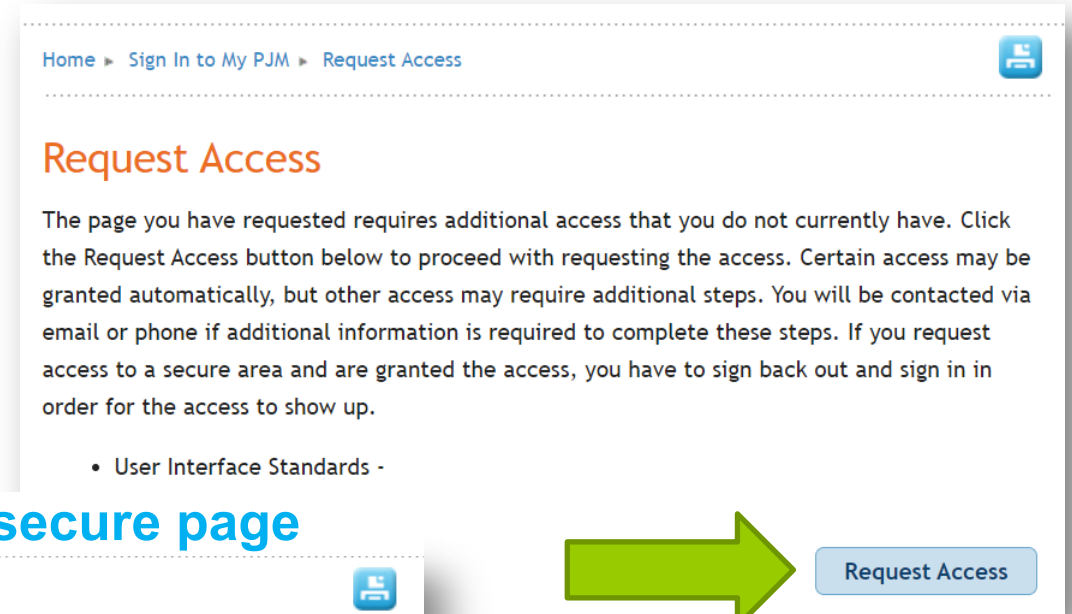 Home ▸ Sign In to My PJM ▸ Request Access
Request Access
The page you have requested requires additional access that you do not currently have. Click
the Request Access button below to proceed with requesting the access. Certain access may be
granted automatically, but other access may require additional steps. You will be contacted via
email or phone if additional information is required to complete these steps. If you request
access to a secure area and are granted the access, you have to sign back out and sign in in
order for the access to show up.
• User Interface Standards -
secure page
Request Access